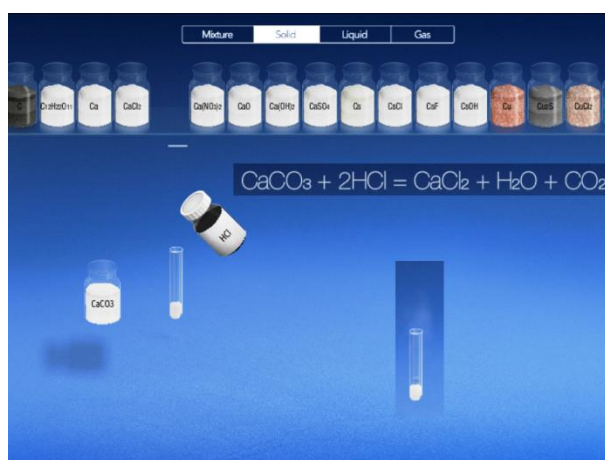 Mixture Solid Liquid Gas
C C12H22O11 Ca CaCl2 Ca(NO3)2 CaO Ca(OH)2 CaSO4 Cs CsCl CsF CsOH Cu CuCl2
CaCO3 + 2HCl = CaCl2 + H2O + CO2
HCl
CaCO3